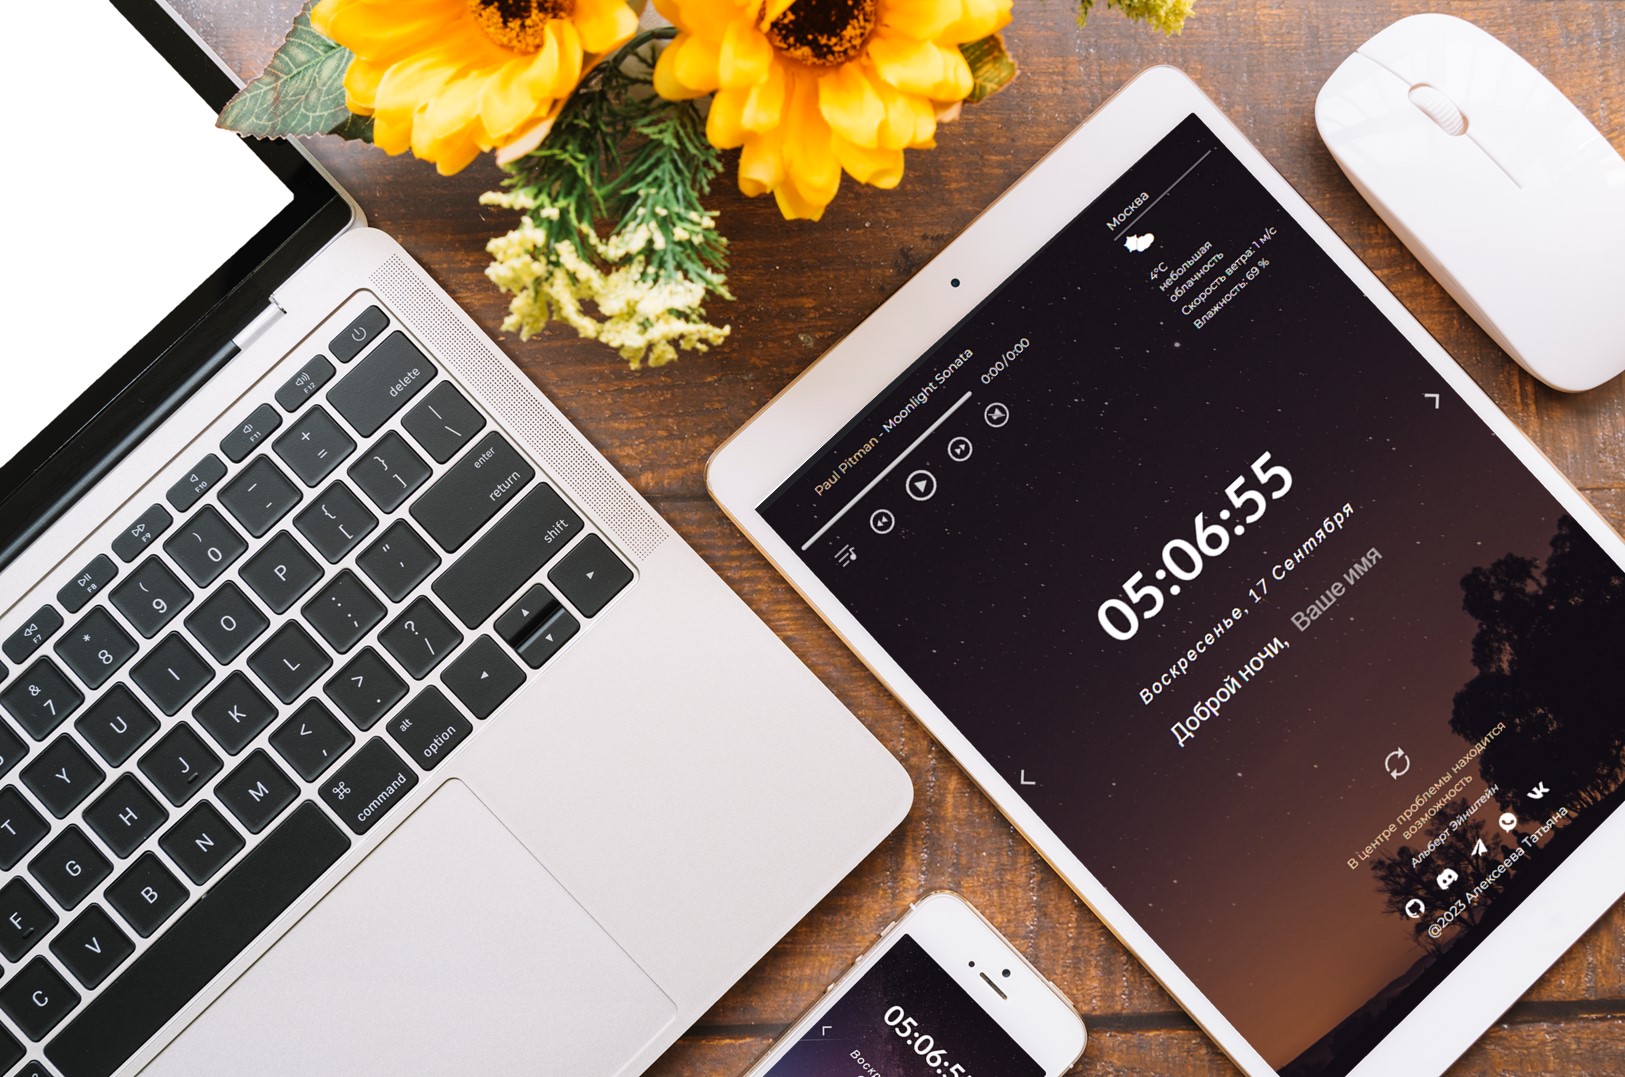 Москва
4°C
небольшая
облачность
Скорость ветра: 1 м/с
Влажность: 69 %
Paul Pitman - Moonlight Sonata
0:00/0:00
05:06:55
Воскресенье, 17 Сентября
Доброй ночи, Ваше имя
В центре проблемы находится
возможность
Альберт Эйнштейн
@2023 Алексеева Татьяна
05:06:5
Воскр
delete
F12
F11
F10
F9
F8
F7
+ =
_ -
) 0
( 9
* 8
& 7
| \
} ]
{ [
P
O
I
U
Y
T
enter
return
" '
: ;
L
K
J
H
G
F
shift
? /
> .
< ,
M
N
B
V
C
alt
option
⌘
command